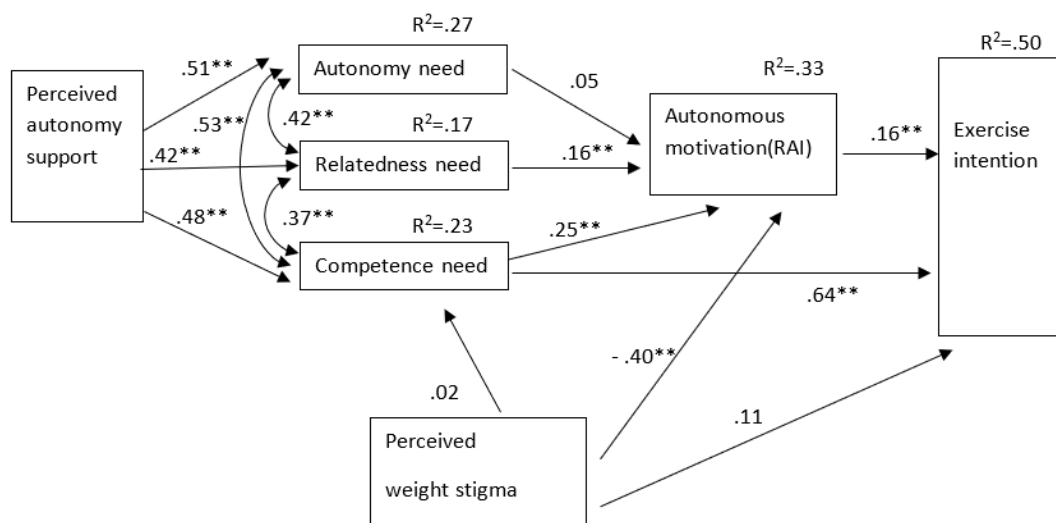 R²=.27
R²=.50
.51**
Autonomy need
.05
R²=.33
Perceived
autonomy
support
.53**
.42**
R²=.17
Autonomous
motivation(RAI)
.16**
Exercise
intention
.42**
Relatedness need
.16**
.48**
.37**
R²=.23
.25**
Competence need
.64**
- .40**
.02
.11
Perceived
weight stigma